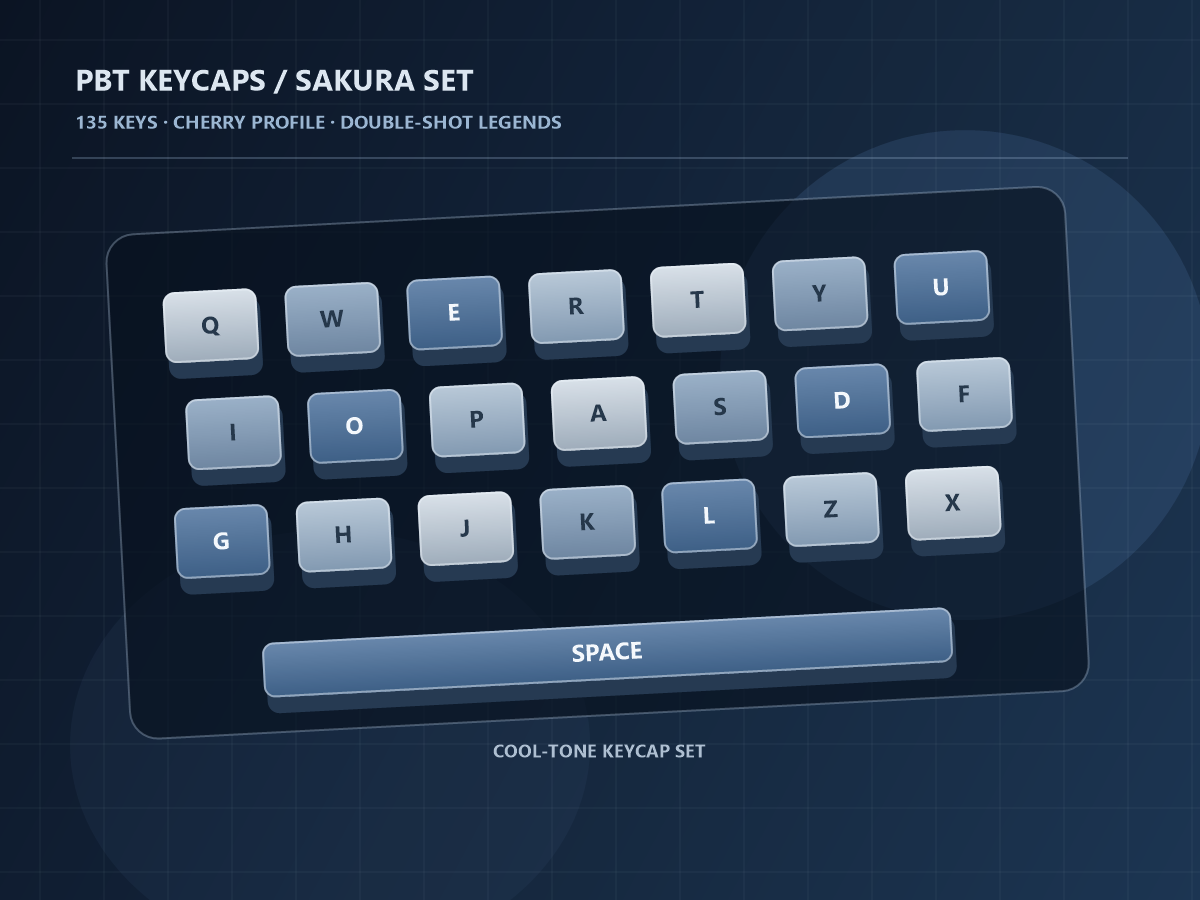 PBT KEYCAPS / SAKURA SET
135 KEYS · CHERRY PROFILE · DOUBLE-SHOT LEGENDS
Q W E R T Y U
I O P A S D F
G H J K L Z X
SPACE
COOL-TONE KEYCAP SET